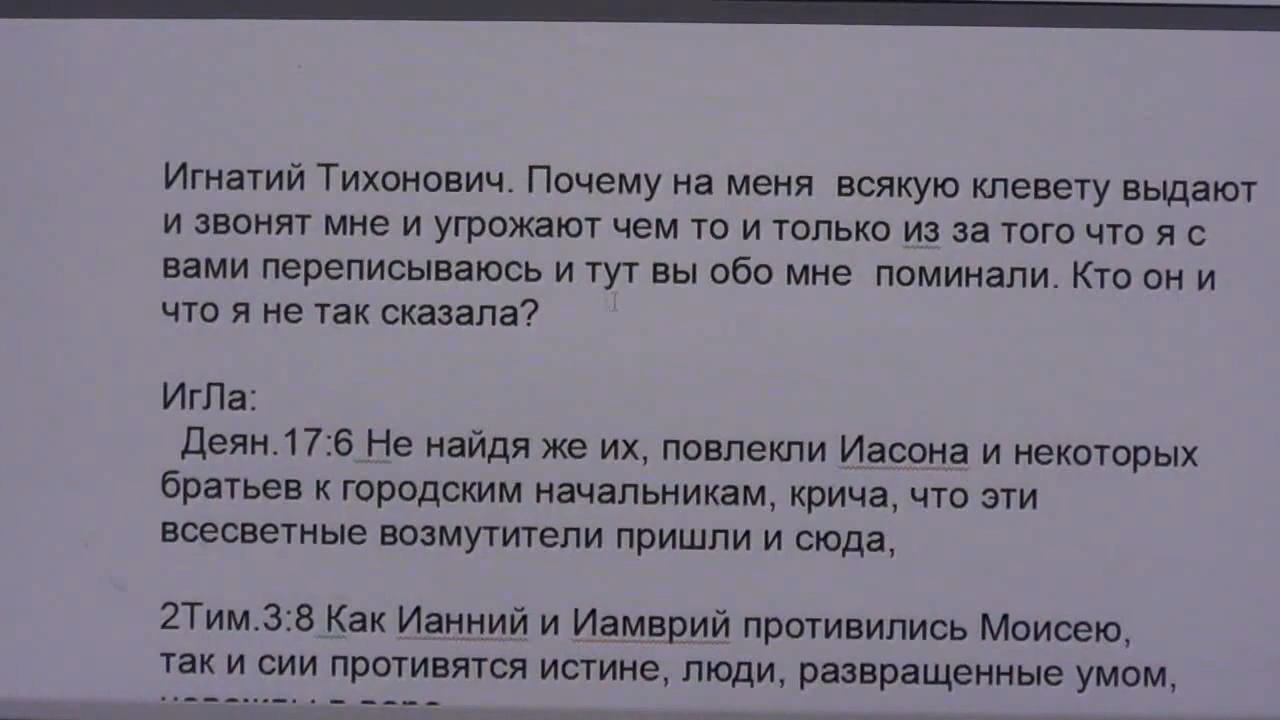 Игнатий Тихонович. Почему на меня  всякую клевету выдают
и звонят мне и угрожают чем то и только из за того что я с
вами переписываюсь и тут вы обо мне  поминали. Кто он и
что я не так сказала?
ИгЛа:
Деян.17:6 Не найдя же их, повлекли Иасона и некоторых
братьев к городским начальникам, крича, что эти
всесветные возмутители пришли и сюда,
2Тим.3:8 Как Ианний и Иамврий противились Моисею,
так и сии противятся истине, люди, развращенные умом,